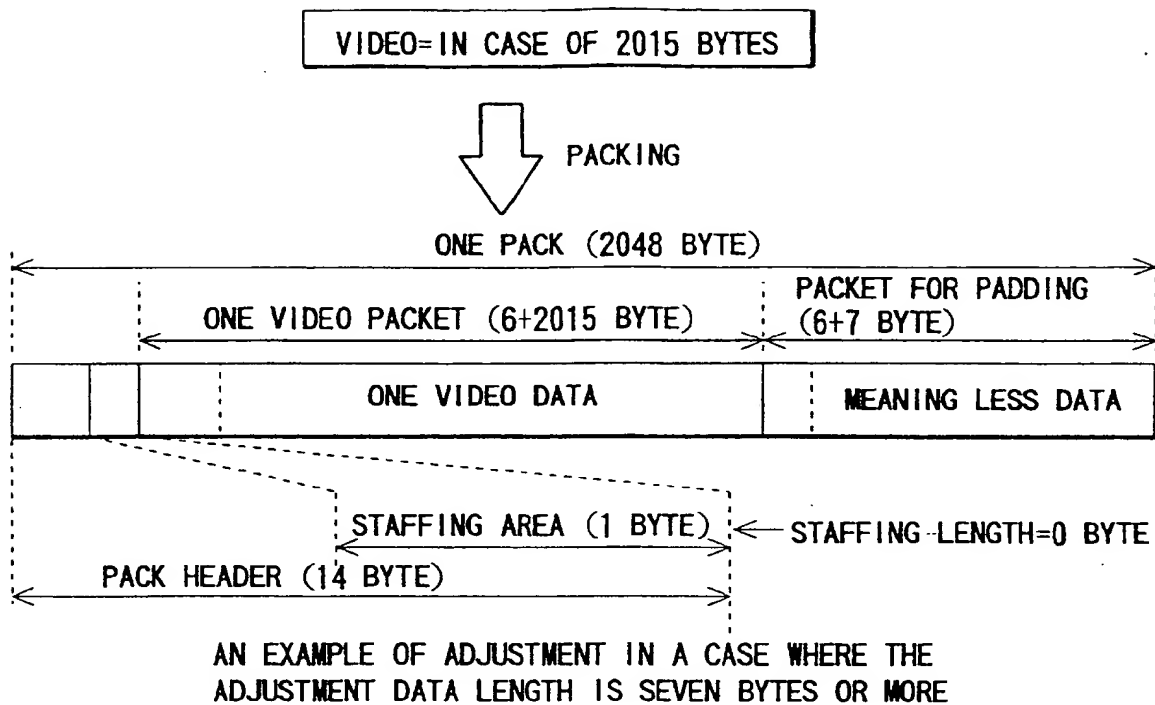 VIDEO=IN CASE OF 2015 BYTES
PACKING
ONE PACK (2048 BYTE)
PACKET FOR PADDING
(6+7 BYTE)
ONE VIDEO PACKET (6+2015 BYTE)
ONE VIDEO DATA
MEANING LESS DATA
STAFFING AREA (1 BYTE)
STAFFING LENGTH=0 BYTE
PACK HEADER (14 BYTE)
AN EXAMPLE OF ADJUSTMENT IN A CASE WHERE THE
ADJUSTMENT DATA LENGTH IS SEVEN BYTES OR MORE